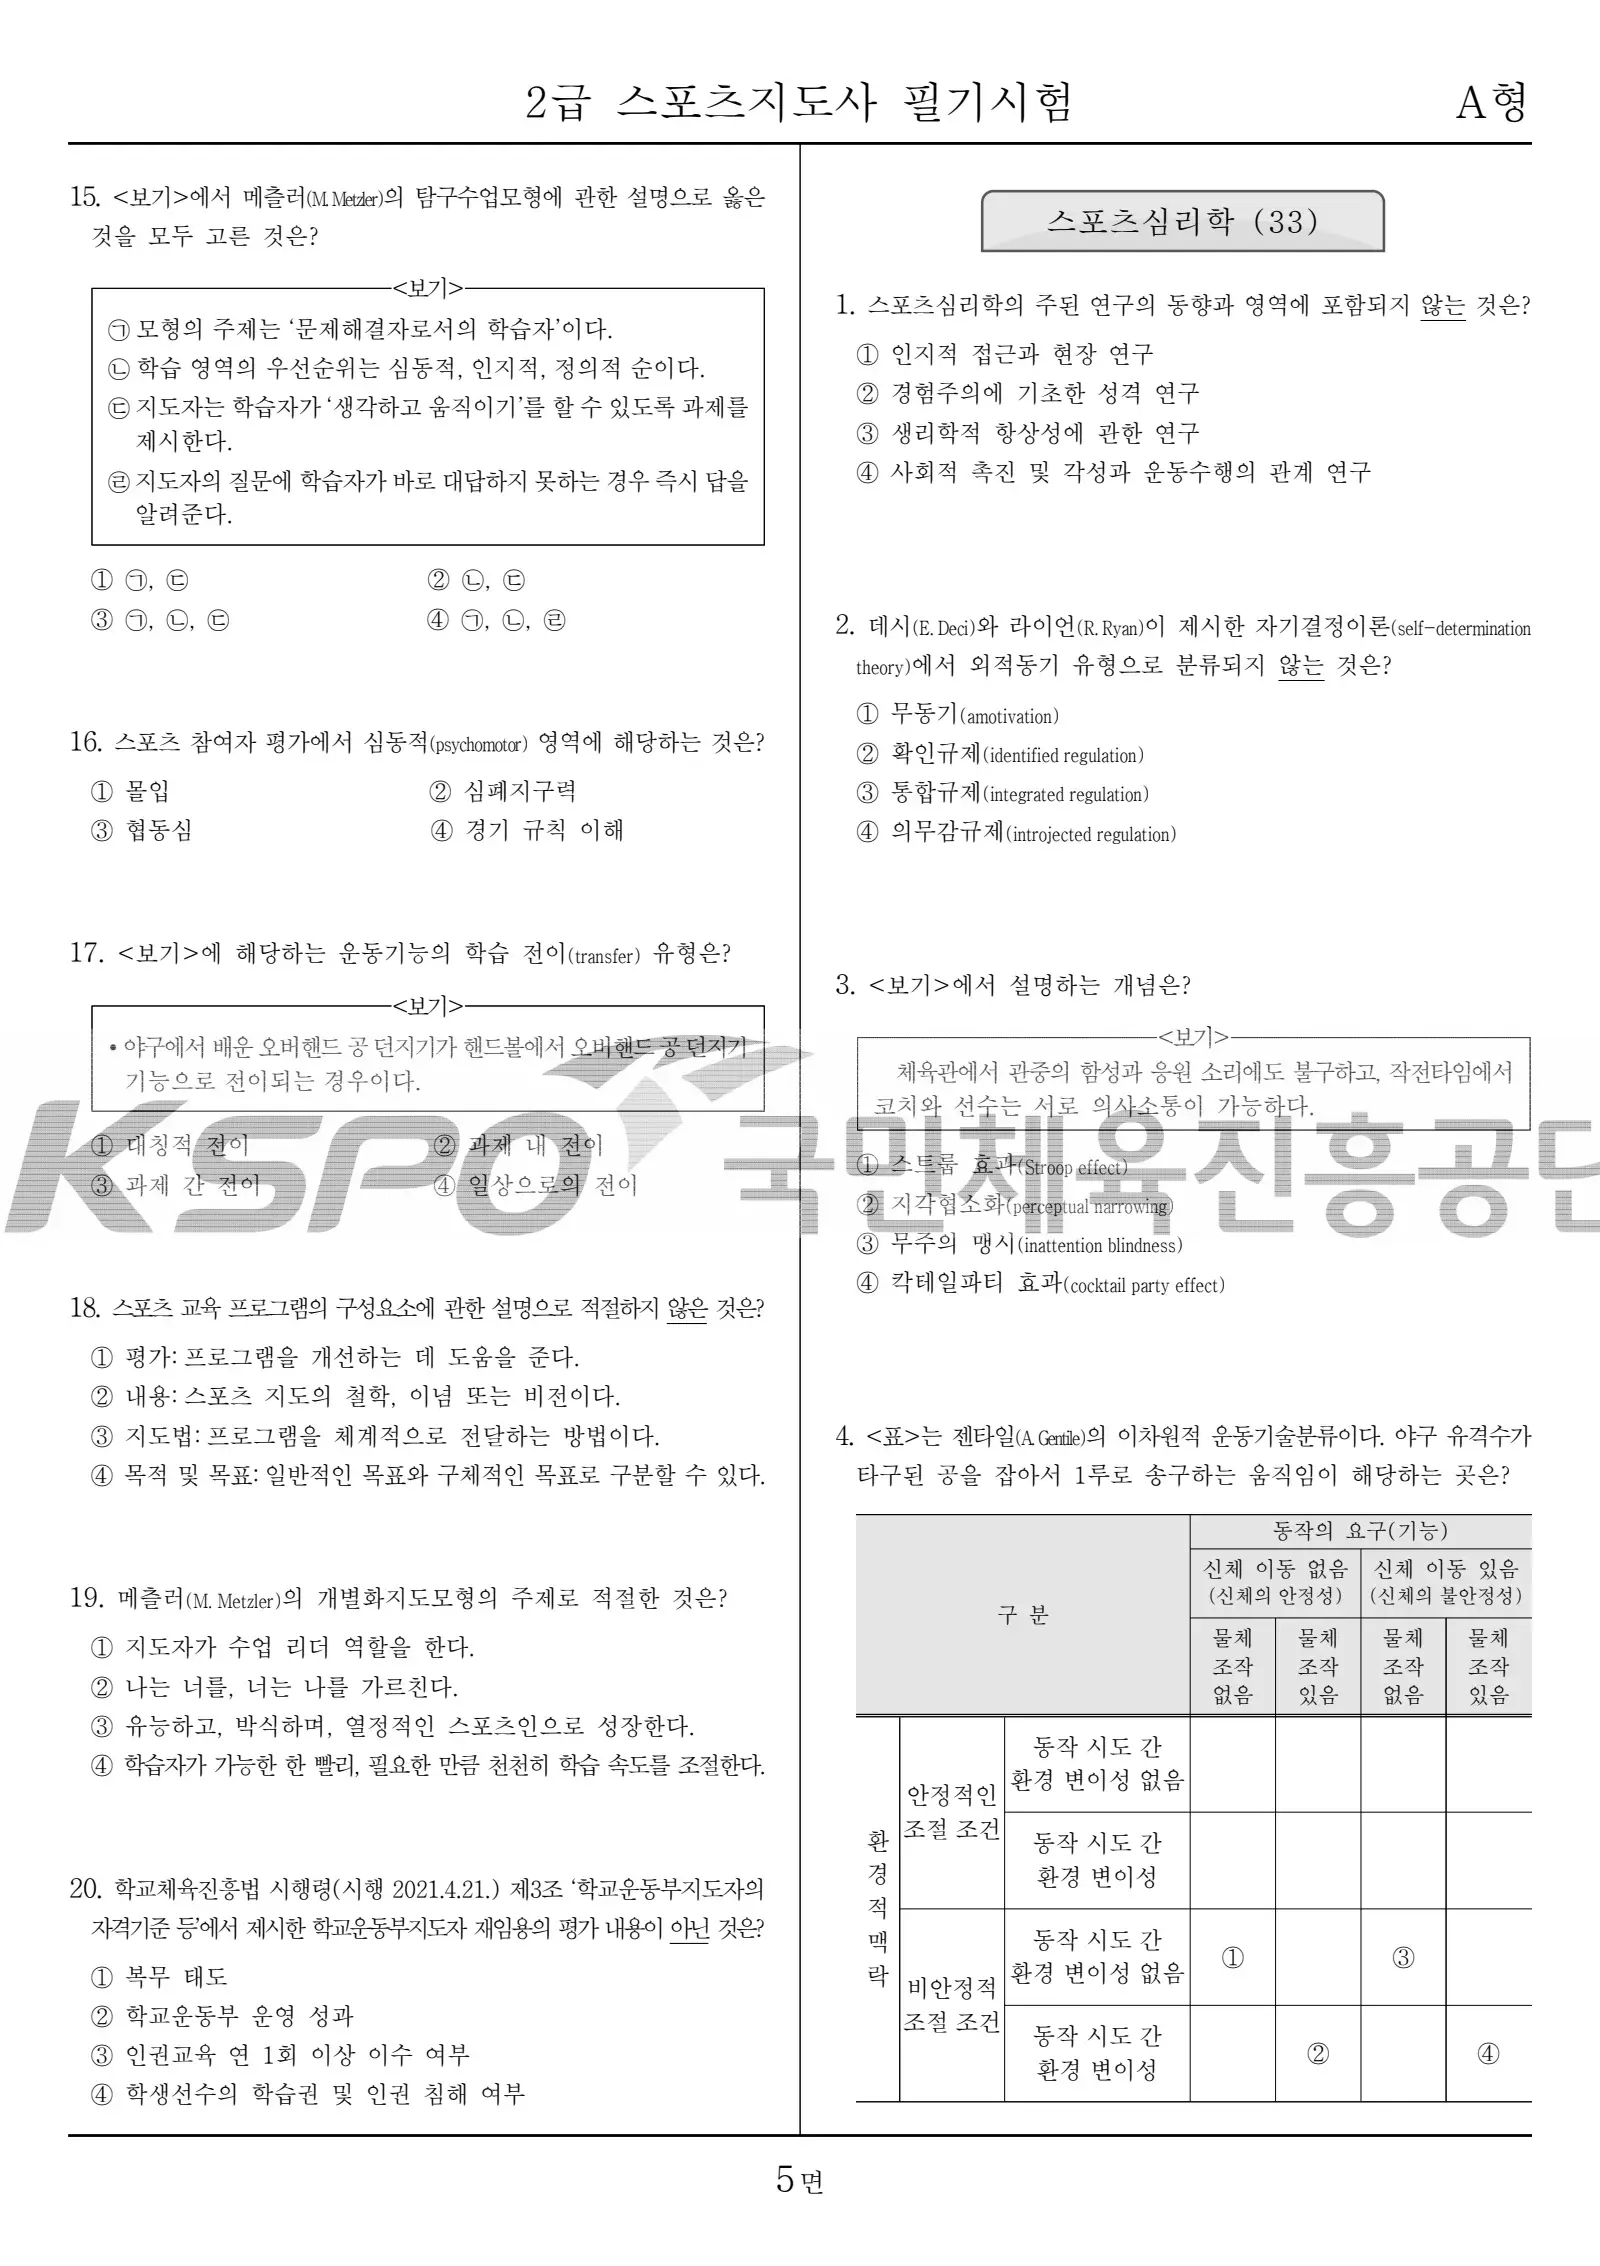 2급 스포츠지도사 필기시험
A형
15. <보기>에서 메츨러(M. Metzler)의 탐구수업모형에 관한 설명으로 옳은
것을 모두 고른 것은?
<보기>
㉠ 모형의 주제는 ‘문제해결자로서의 학습자’이다.
㉡ 학습 영역의 우선순위는 심동적, 인지적, 정의적 순이다.
㉢ 지도자는 학습자가 ‘생각하고 움직이기’를 할 수 있도록 과제를
제시한다.
㉣ 지도자의 질문에 학습자가 바로 대답하지 못하는 경우 즉시 답을
알려준다.
① ㉠, ㉢ ② ㉡, ㉢
③ ㉠, ㉡, ㉢ ④ ㉠, ㉡, ㉣
16. 스포츠 참여자 평가에서 심동적(psychomotor) 영역에 해당하는 것은?
① 몰입 ② 심폐지구력
③ 협동심 ④ 경기 규칙 이해
17. <보기>에 해당하는 운동기능의 학습 전이(transfer) 유형은?
<보기>
• 야구에서 배운 오버핸드 공 던지기가 핸드볼에서 오버핸드 공 던지기
기능으로 전이되는 경우이다.
① 대칭적 전이 ② 과제 내 전이
③ 과제 간 전이 ④ 일상으로의 전이
18. 스포츠 교육 프로그램의 구성요소에 관한 설명으로 적절하지 않은 것은?
① 평가: 프로그램을 개선하는 데 도움을 준다.
② 내용: 스포츠 지도의 철학, 이념 또는 비전이다.
③ 지도법: 프로그램을 체계적으로 전달하는 방법이다.
④ 목적 및 목표: 일반적인 목표와 구체적인 목표로 구분할 수 있다.
19. 메츨러(M. Metzler)의 개별화지도모형의 주제로 적절한 것은?
① 지도자가 수업 리더 역할을 한다.
② 나는 너를, 너는 나를 가르친다.
③ 유능하고, 박식하며, 열정적인 스포츠인으로 성장한다.
④ 학습자가 가능한 한 빨리, 필요한 만큼 천천히 학습 속도를 조절한다.
20. 학교체육진흥법 시행령(시행 2021.4.21.) 제3조 ‘학교운동부지도자의
자격기준 등’에서 제시한 학교운동부지도자 재임용의 평가 내용이 아닌 것은?
① 복무 태도
② 학교운동부 운영 성과
③ 인권교육 연 1회 이상 이수 여부
④ 학생선수의 학습권 및 인권 침해 여부
스포츠심리학 (33)
1. 스포츠심리학의 주된 연구의 동향과 영역에 포함되지 않는 것은?
① 인지적 접근과 현장 연구
② 경험주의에 기초한 성격 연구
③ 생리학적 항상성에 관한 연구
④ 사회적 촉진 및 각성과 운동수행의 관계 연구
2. 데시(E. Deci)와 라이언(R. Ryan)이 제시한 자기결정이론(self-determination
theory)에서 외적동기 유형으로 분류되지 않는 것은?
① 무동기(amotivation)
② 확인규제(identified regulation)
③ 통합규제(integrated regulation)
④ 의무감규제(introjected regulation)
3. <보기>에서 설명하는 개념은?
<보기>
체육관에서 관중의 함성과 응원 소리에도 불구하고, 작전타임에서
코치와 선수는 서로 의사소통이 가능하다.
① 스트룹 효과(Stroop effect)
② 지각협소화(perceptual narrowing)
③ 무주의 맹시(inattention blindness)
④ 칵테일파티 효과(cocktail party effect)
4. <표>는 젠타일(A. Gentile)의 이차원적 운동기술분류이다. 야구 유격수가
타구된 공을 잡아서 1루로 송구하는 움직임이 해당하는 곳은?
구 분
동작의 요구(기능)
신체 이동 없음 신체 이동 있음
(신체의 안정성) (신체의 불안정성)
물체 물체 물체 물체
조작 조작 조작 조작
없음 있음 없음 있음
환경적 맥락
안정적인
조절 조건
동작 시도 간
환경 변이성 없음
동작 시도 간
환경 변이성
비안정적
조절 조건
동작 시도 간
환경 변이성 없음
① ③
동작 시도 간
환경 변이성
② ④
KSPO 국민체육진흥공단
5면